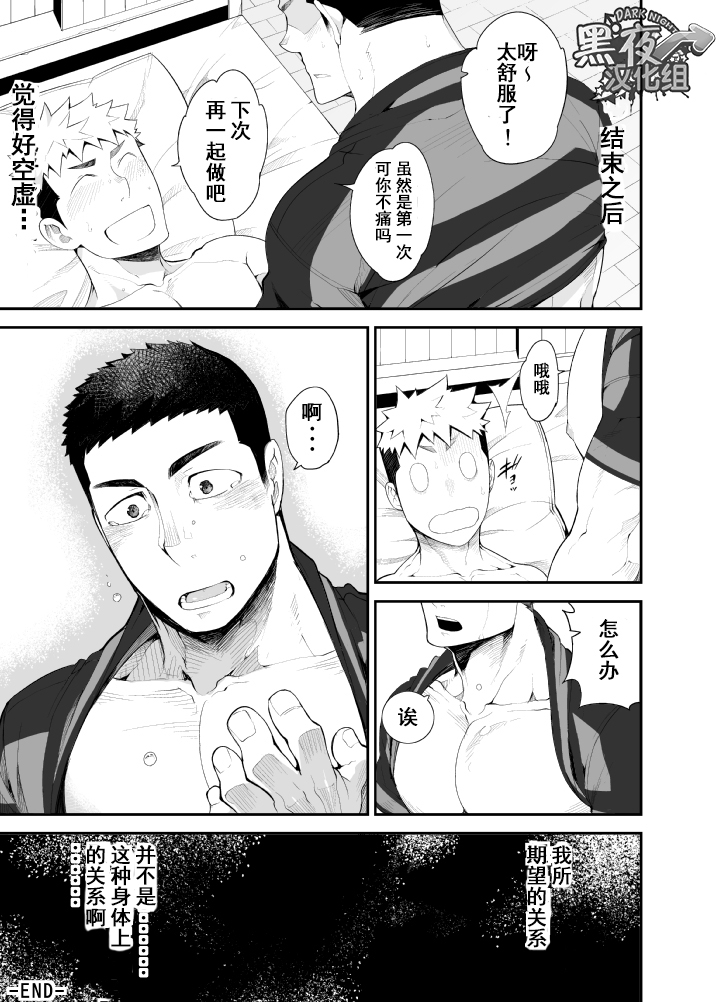 DARK NIGHT
黑夜
汉化组
结束之后
呀～
太舒服了！
虽然是第一次
可你不痛吗
下次
再一起做吧
觉得好空虚…
哦哦
啊…
怎么办
诶
我所
期望的关系
并不是……
这种身体上……
的关系啊……
-END-